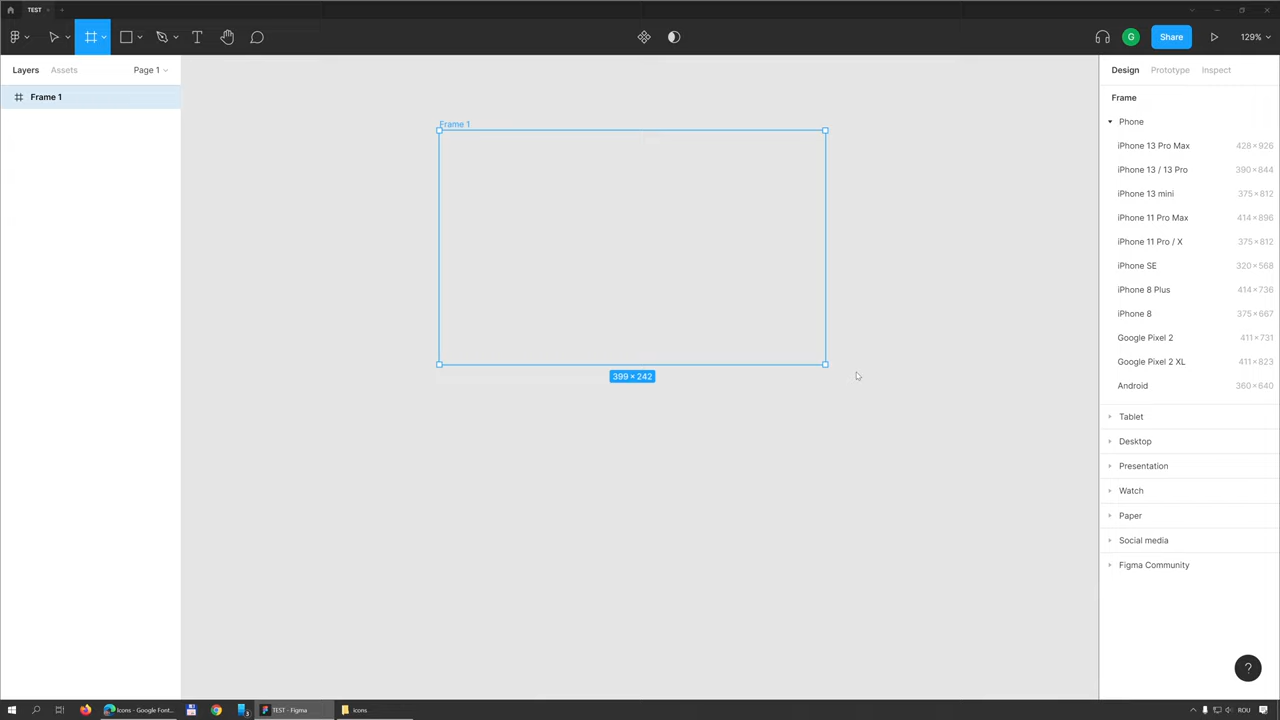 TEST
G
Share
129%
Layers
Assets
Page 1
Design
Prototype
Inspect
Frame 1
Frame
Frame 1
Phone
iPhone 13 Pro Max 428×926
iPhone 13 / 13 Pro 390×844
iPhone 13 mini 375×812
iPhone 11 Pro Max 414×896
iPhone 11 Pro / X 375×812
iPhone SE 320×568
iPhone 8 Plus 414×736
iPhone 8 375×667
Google Pixel 2 411×731
Google Pixel 2 XL 411×823
399 × 242
Android 360×640
Tablet
Desktop
Presentation
Watch
Paper
Social media
Figma Community
?
Icons - Google Font...
TEST - Figma
icons
ROU